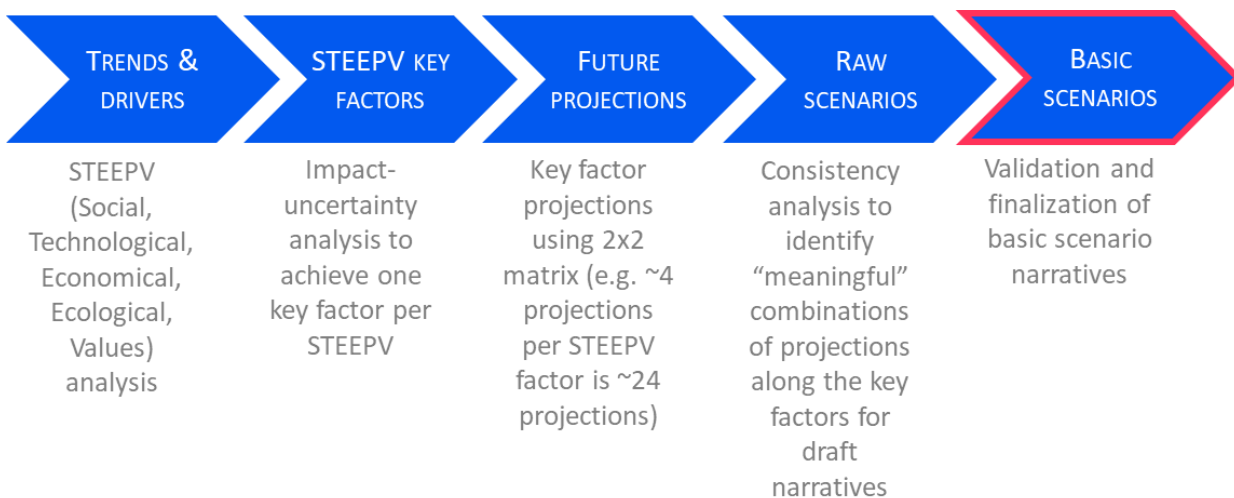 TRENDS &
DRIVERS
STEEPV
(Social,
Technological,
Economical,
Ecological,
Values)
analysis
STEEPV KEY
FACTORS
Impact-
uncertainty
analysis to
achieve one
key factor per
STEEPV
FUTURE
PROJECTIONS
Key factor
projections
using 2x2
matrix (e.g. ~4
projections
per STEEPV
factor is ~24
projections)
RAW
SCENARIOS
Consistency
analysis to
identify
“meaningful”
combinations
of projections
along the key
factors for
draft
narratives
BASIC
SCENARIOS
Validation and
finalization of
basic scenario
narratives